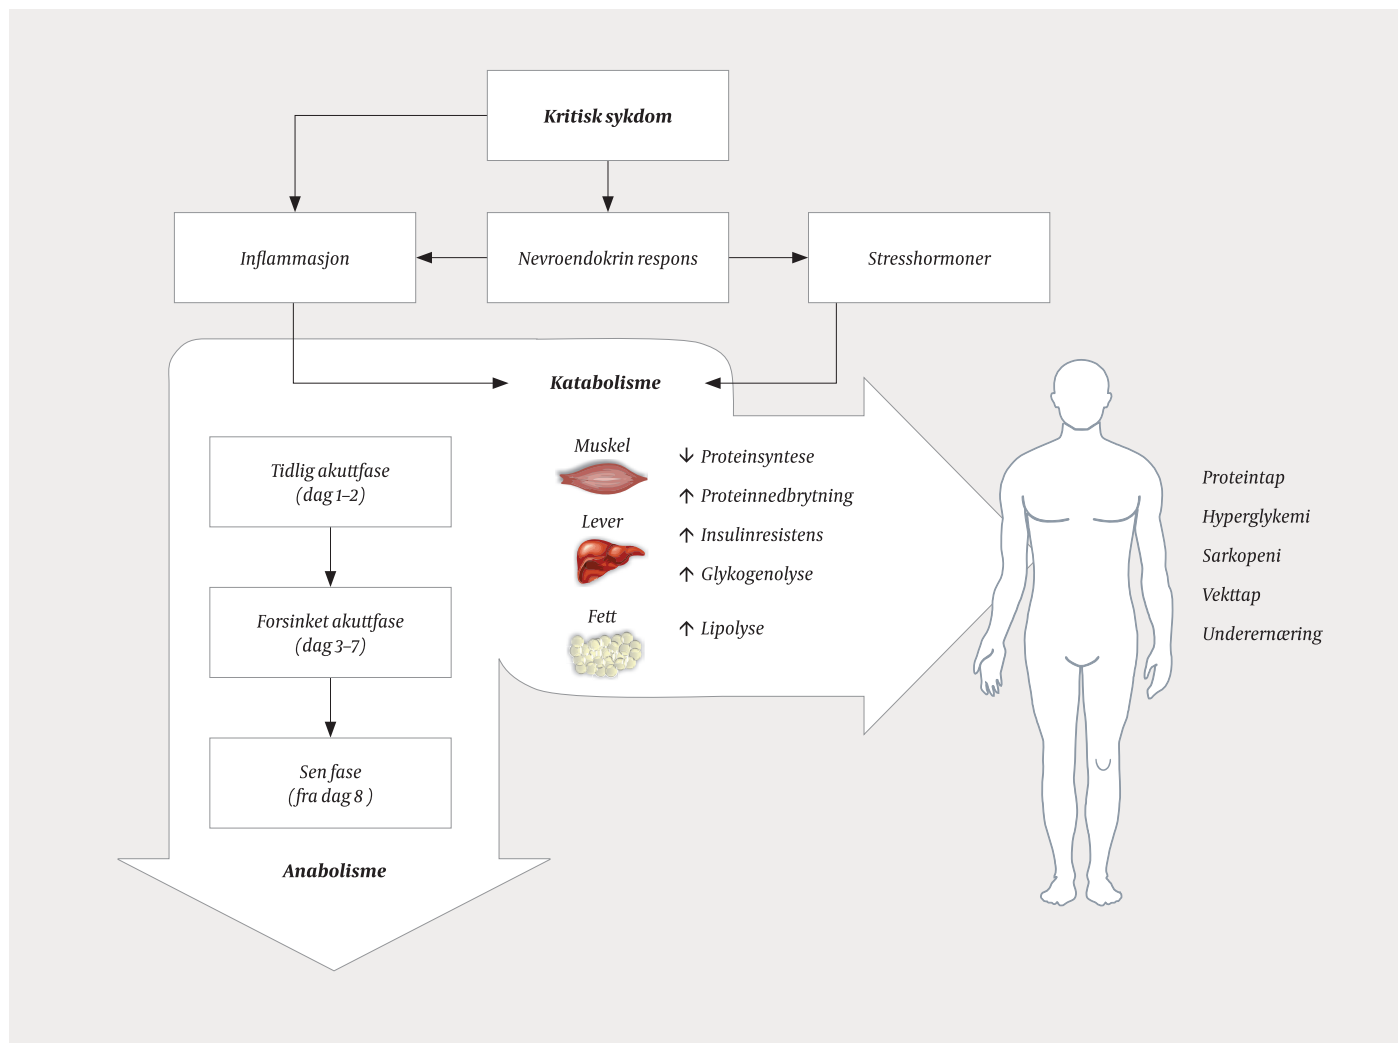 Kritisk sykdom
Inflammasjon
Nevroendokrin respons
Stresshormoner
Katabolisme
Tidlig akuttfase
(dag 1–2)
Forsinket akuttfase
(dag 3–7)
Sen fase
(fra dag 8 )
Anabolisme
Muskel
↓ Proteinsyntese
↑ Proteinnedbrytning
Lever
↑ Insulinresistens
↑ Glykogenolyse
Fett
↑ Lipolyse
Proteintap
Hyperglykemi
Sarkopeni
Vekttap
Underernæring